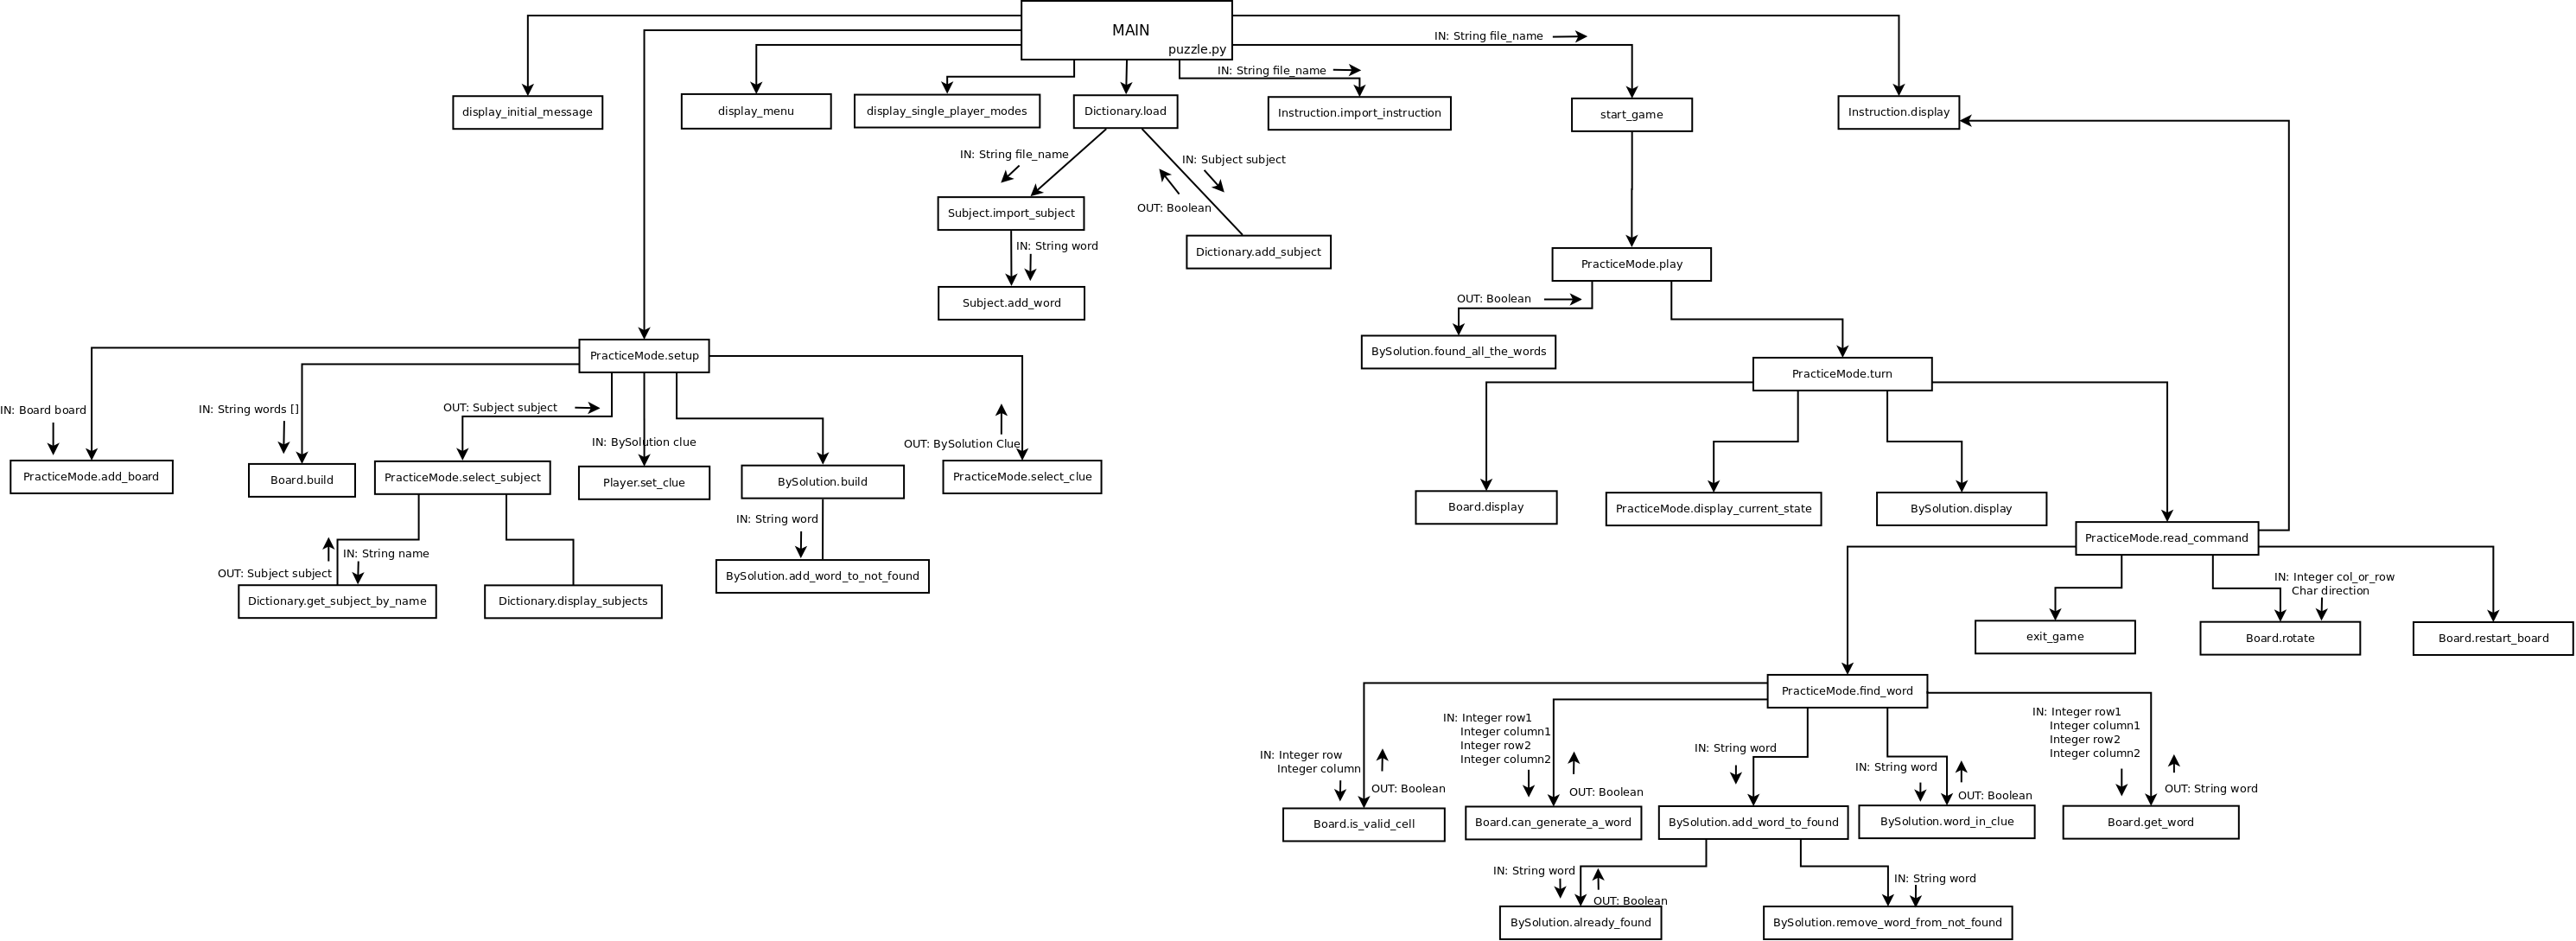 MAIN
puzzle.py
IN: String file_name
IN: String file_name
display_initial_message
display_menu
display_single_player_modes
Dictionary.load
Instruction.import_instruction
start_game
Instruction.display
IN: String file_name
IN: Subject subject
OUT: Boolean
Subject.import_subject
IN: String word
Dictionary.add_subject
Subject.add_word
PracticeMode.play
OUT: Boolean
BySolution.found_all_the_words
PracticeMode.setup
PracticeMode.turn
IN: Board board
IN: String words []
OUT: Subject subject
IN: BySolution clue
OUT: BySolution Clue
PracticeMode.add_board
Board.build
PracticeMode.select_subject
Player.set_clue
BySolution.build
PracticeMode.select_clue
Board.display
PracticeMode.display_current_state
BySolution.display
IN: String word
PracticeMode.read_command
IN: String name
OUT: Subject subject
BySolution.add_word_to_not_found
Dictionary.get_subject_by_name
Dictionary.display_subjects
IN: Integer col_or_row
Char direction
exit_game
Board.rotate
Board.restart_board
PracticeMode.find_word
IN: Integer row
Integer column
OUT: Boolean
IN: Integer row1
Integer column1
Integer row2
Integer column2
OUT: Boolean
IN: String word
IN: String word
OUT: Boolean
IN: Integer row1
Integer column1
Integer row2
Integer column2
OUT: String word
Board.is_valid_cell
Board.can_generate_a_word
BySolution.add_word_to_found
BySolution.word_in_clue
Board.get_word
IN: String word
OUT: Boolean
IN: String word
BySolution.already_found
BySolution.remove_word_from_not_found